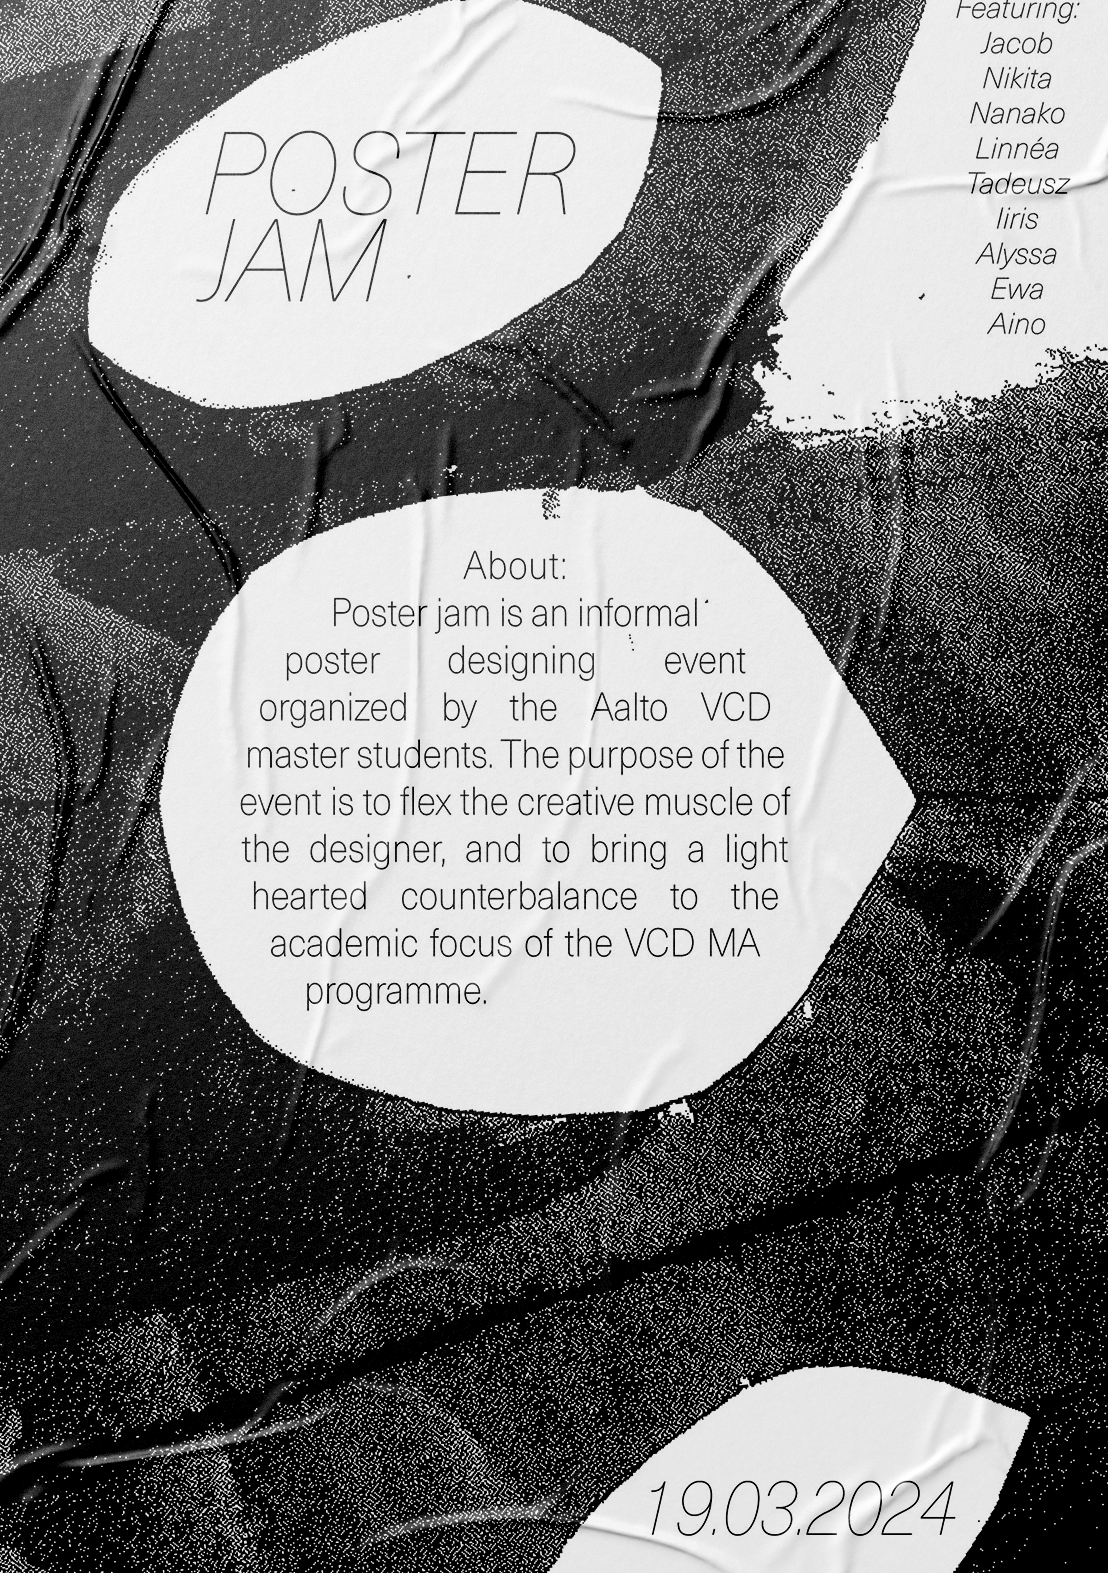 POSTER
JAM
Featuring:
Jacob
Nikita
Nanako
Linnéa
Tadeusz
Iiris
Alyssa
Ewa
Aino
About:
Poster jam is an informal
poster designing event
organized by the Aalto VCD
master students. The purpose of the
event is to flex the creative muscle of
the designer, and to bring a light
hearted counterbalance to the
academic focus of the VCD MA
programme.
19.03.2024